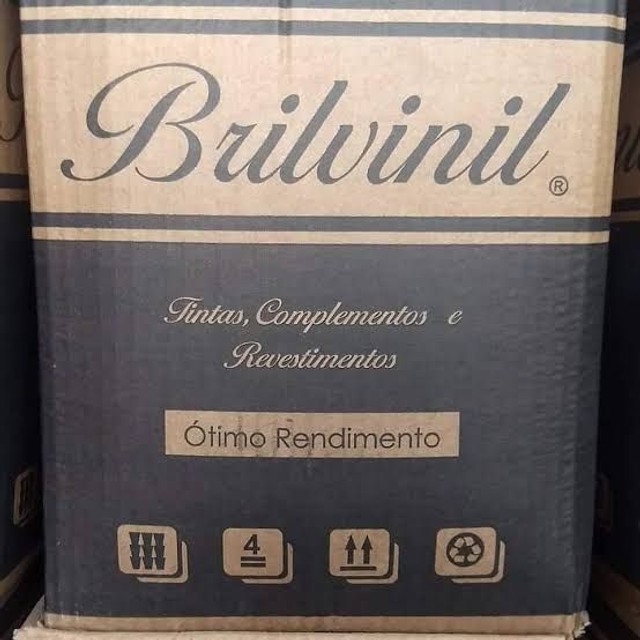 Brilvinil®
Tintas, Complementos e
Revestimentos
Ótimo Rendimento
4